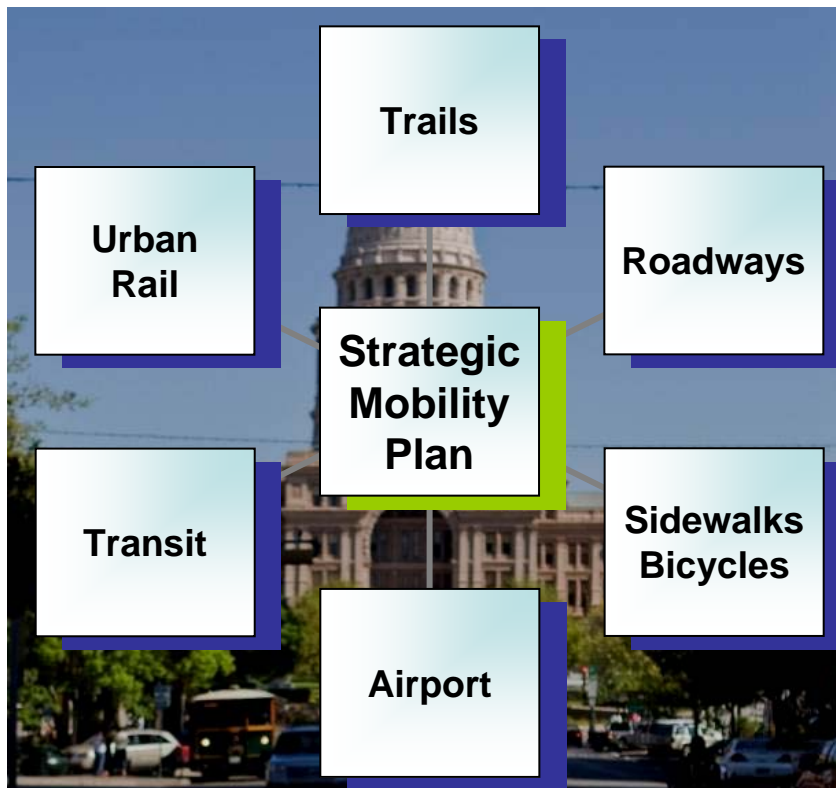 Trails
Urban
Rail
Roadways
Strategic
Mobility
Plan
Transit
Sidewalks
Bicycles
Airport